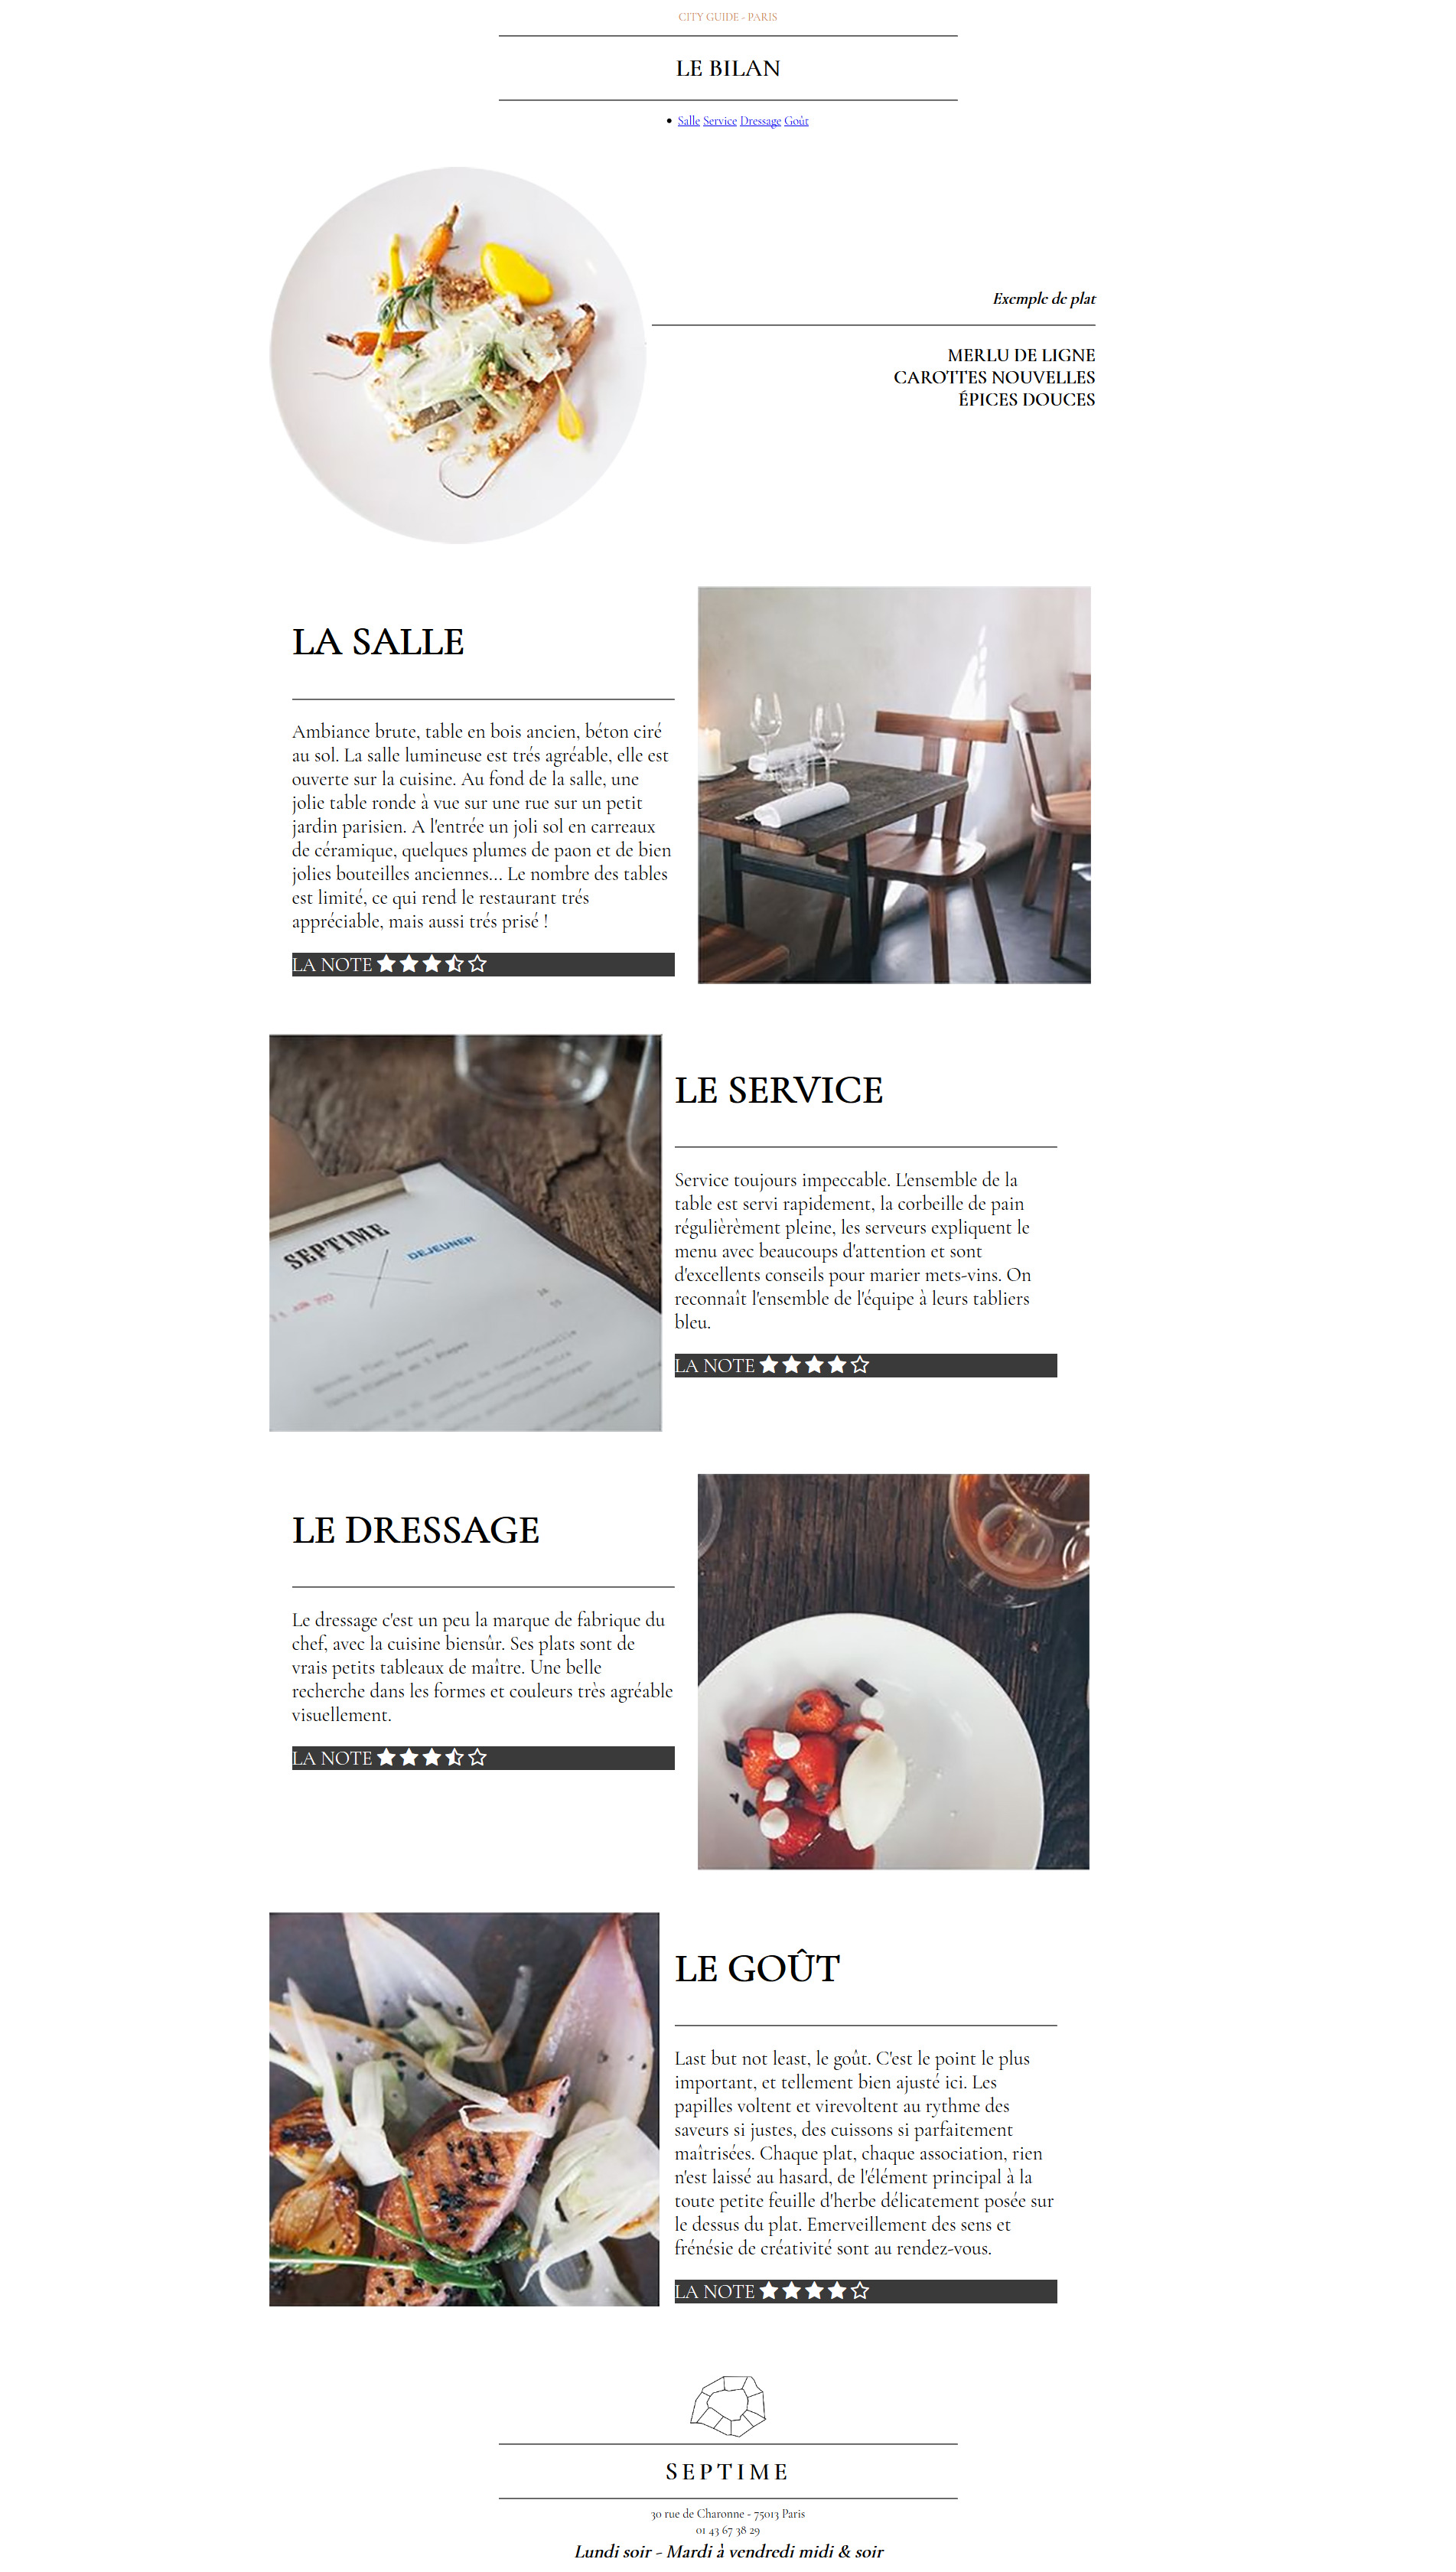 CITY GUIDE - PARIS
LE BILAN
Salle Service Dressage Goût
Exemple de plat
MERLU DE LIGNE
CAROTTES NOUVELLES
ÉPICES DOUCES
LA SALLE
Ambiance brute, table en bois ancien, béton ciré
au sol. La salle lumineuse est trés agréable, elle est
ouverte sur la cuisine. Au fond de la salle, une
jolie table ronde à vue sur une rue sur un petit
jardin parisien. A l'entrée un joli sol en carreaux
de céramique, quelques plumes de paon et de bien
jolies bouteilles anciennes... Le nombre des tables
est limité, ce qui rend le restaurant trés
appréciable, mais aussi trés prisé !
LA NOTE
SEPTIME
DEJEUNER
LE SERVICE
Service toujours impeccable. L'ensemble de la
table est servi rapidement, la corbeille de pain
régulièrèment pleine, les serveurs expliquent le
menu avec beaucoups d'attention et sont
d'excellents conseils pour marier mets-vins. On
reconnaît l'ensemble de l'équipe à leurs tabliers
bleu.
LA NOTE
LE DRESSAGE
Le dressage c'est un peu la marque de fabrique du
chef, avec la cuisine biensûr. Ses plats sont de
vrais petits tableaux de maître. Une belle
recherche dans les formes et couleurs très agréable
visuellement.
LA NOTE
LE GOÛT
Last but not least, le goût. C'est le point le plus
important, et tellement bien ajusté ici. Les
papilles voltent et virevoltent au rythme des
saveurs si justes, des cuissons si parfaitement
maîtrisées. Chaque plat, chaque association, rien
n'est laissé au hasard, de l'élément principal à la
toute petite feuille d'herbe délicatement posée sur
le dessus du plat. Emerveillement des sens et
frénésie de créativité sont au rendez-vous.
LA NOTE
SEPTIME
30 rue de Charonne - 75013 Paris
01 43 67 38 29
Lundi soir - Mardi à vendredi midi & soir